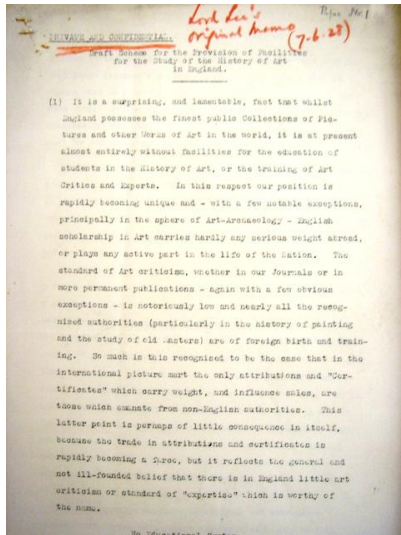 Lord Lee's
Original Memo
(7.6.28)
PRIVATE AND CONFIDENTIAL.
Draft Scheme for the Provision of Facilities
for the Study of the History of Art
in England.
(1) It is a surprising, and lamentable, fact that whilst
England possesses the finest public Collections of Pic-
tures and other Works of Art in the world, it is at present
almost entirely without facilities for the education of
students in the History of Art, or the training of Art
Critics and Experts. In this respect our position is
rapidly becoming unique and - with a few notable exceptions,
principally in the sphere of Art-Archaeology - English
scholarship in Art carries hardly any serious weight abroad,
or plays any active part in the life of the Nation. The
standard of Art criticism, whether in our Journals or in
more permanent publications - again with a few obvious
exceptions - is notoriously low and nearly all the recog-
nised authorities (particularly in the history of painting
and the study of old Masters) are of foreign birth and train-
ing. So much is this recognised to be the case that in the
international picture mart the only attributions and "Cer-
tificates" which carry weight, and influence sales, are
those which emanate from non-English authorities. This
latter point is perhaps of little consequence in itself,
because the trade in attributions and certificates is
rapidly becoming a farce, but it reflects the general and
not ill-founded belief that there is in England little art
criticism or standard of "expertise" which is worthy of
the name.